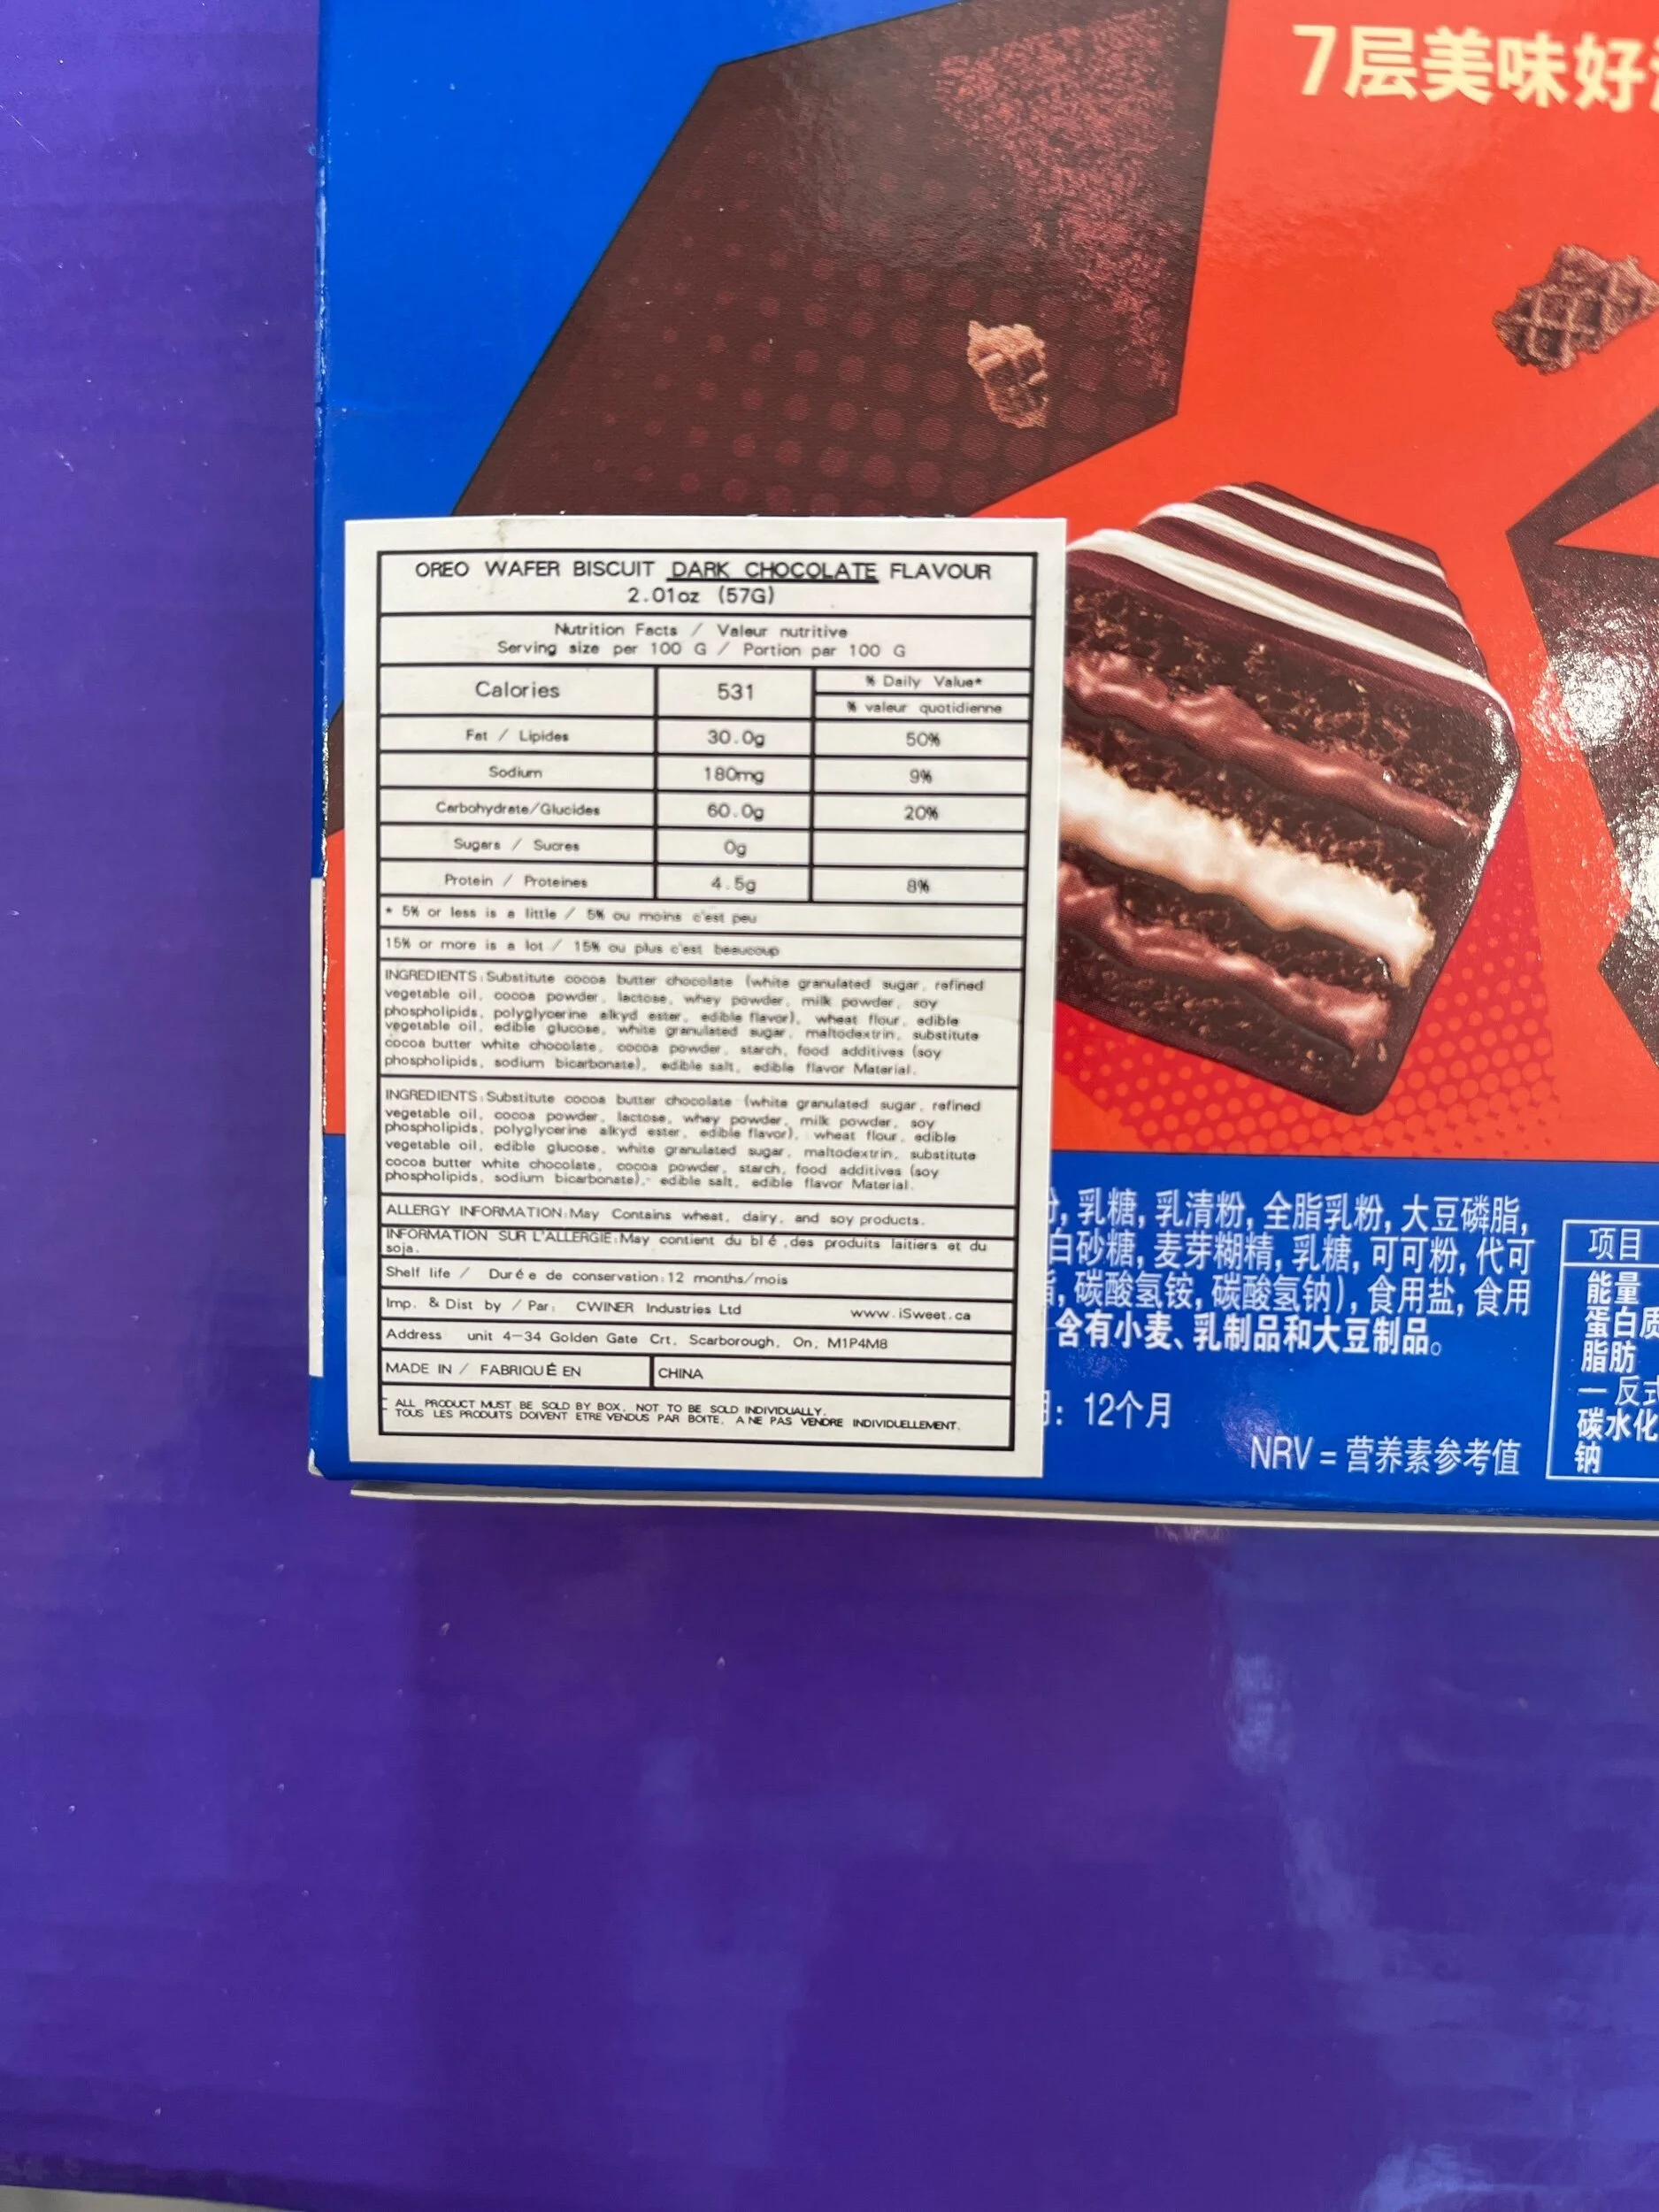 7层美味好
OREO WAFER BISCUIT DARK CHOCOLATE FLAVOUR
2.01oz (57G)
Nutrition Facts / Valeur nutritive
Serving size per 100 G / Portion par 100 G
Calories 531 % Daily Value*
% valeur quotidienne
Fat / Lipides 30.0g 50%
Sodium 180mg 9%
Carbohydrate/Glucides 60.0g 20%
Sugars / Sucres 0g
Protein / Proteines 4.5g 8%
* 5% or less is a little / 5% ou moins c'est peu
15% or more is a lot / 15% ou plus c'est beaucoup
INGREDIENTS:Substitute cocoa butter chocolate (white granulated sugar, refined
vegetable oil, cocoa powder, lactose, whey powder, milk powder, soy
phospholipids, polyglycerine alkyd ester, edible flavor), wheat flour, edible
vegetable oil, edible glucose, white granulated sugar, maltodextrin, substitute
cocoa butter white chocolate, cocoa powder, starch, food additives (soy
phospholipids, sodium bicarbonate), edible salt, edible flavor Material.
INGREDIENTS:Substitute cocoa butter chocolate (white granulated sugar, refined
vegetable oil, cocoa powder, lactose, whey powder, milk powder, soy
phospholipids, polyglycerine alkyd ester, edible flavor), wheat flour, edible
vegetable oil, edible glucose, white granulated sugar, maltodextrin, substitute
cocoa butter white chocolate, cocoa powder, starch, food additives (soy
phospholipids, sodium bicarbonate), edible salt, edible flavor Material.
ALLERGY INFORMATION:May Contains wheat, dairy, and soy products.
INFORMATION SUR L'ALLERGIE:May contient du blé ,des produits laitiers et du
soja.
Shelf life / Durée de conservation:12 months/mois
Imp. & Dist by / Par: CWINER Industries Ltd www.iSweet.ca
Address unit 4-34 Golden Gate Crt, Scarborough, On, M1P4M8
MADE IN / FABRIQUÉ EN CHINA
ALL PRODUCT MUST BE SOLD BY BOX, NOT TO BE SOLD INDIVIDUALLY.
TOUS LES PRODUITS DOIVENT ETRE VENDUS PAR BOITE, A NE PAS VENDRE INDIVIDUELLEMENT.
, 乳糖, 乳清粉, 全脂乳粉, 大豆磷脂,
白砂糖, 麦芽糊精, 乳糖, 可可粉, 代可
, 碳酸氢铵, 碳酸氢钠), 食用盐, 食用
含有小麦、乳制品和大豆制品。
: 12个月
NRV = 营养素参考值
项目
能量
蛋白质
脂肪
一 反式
碳水化
钠